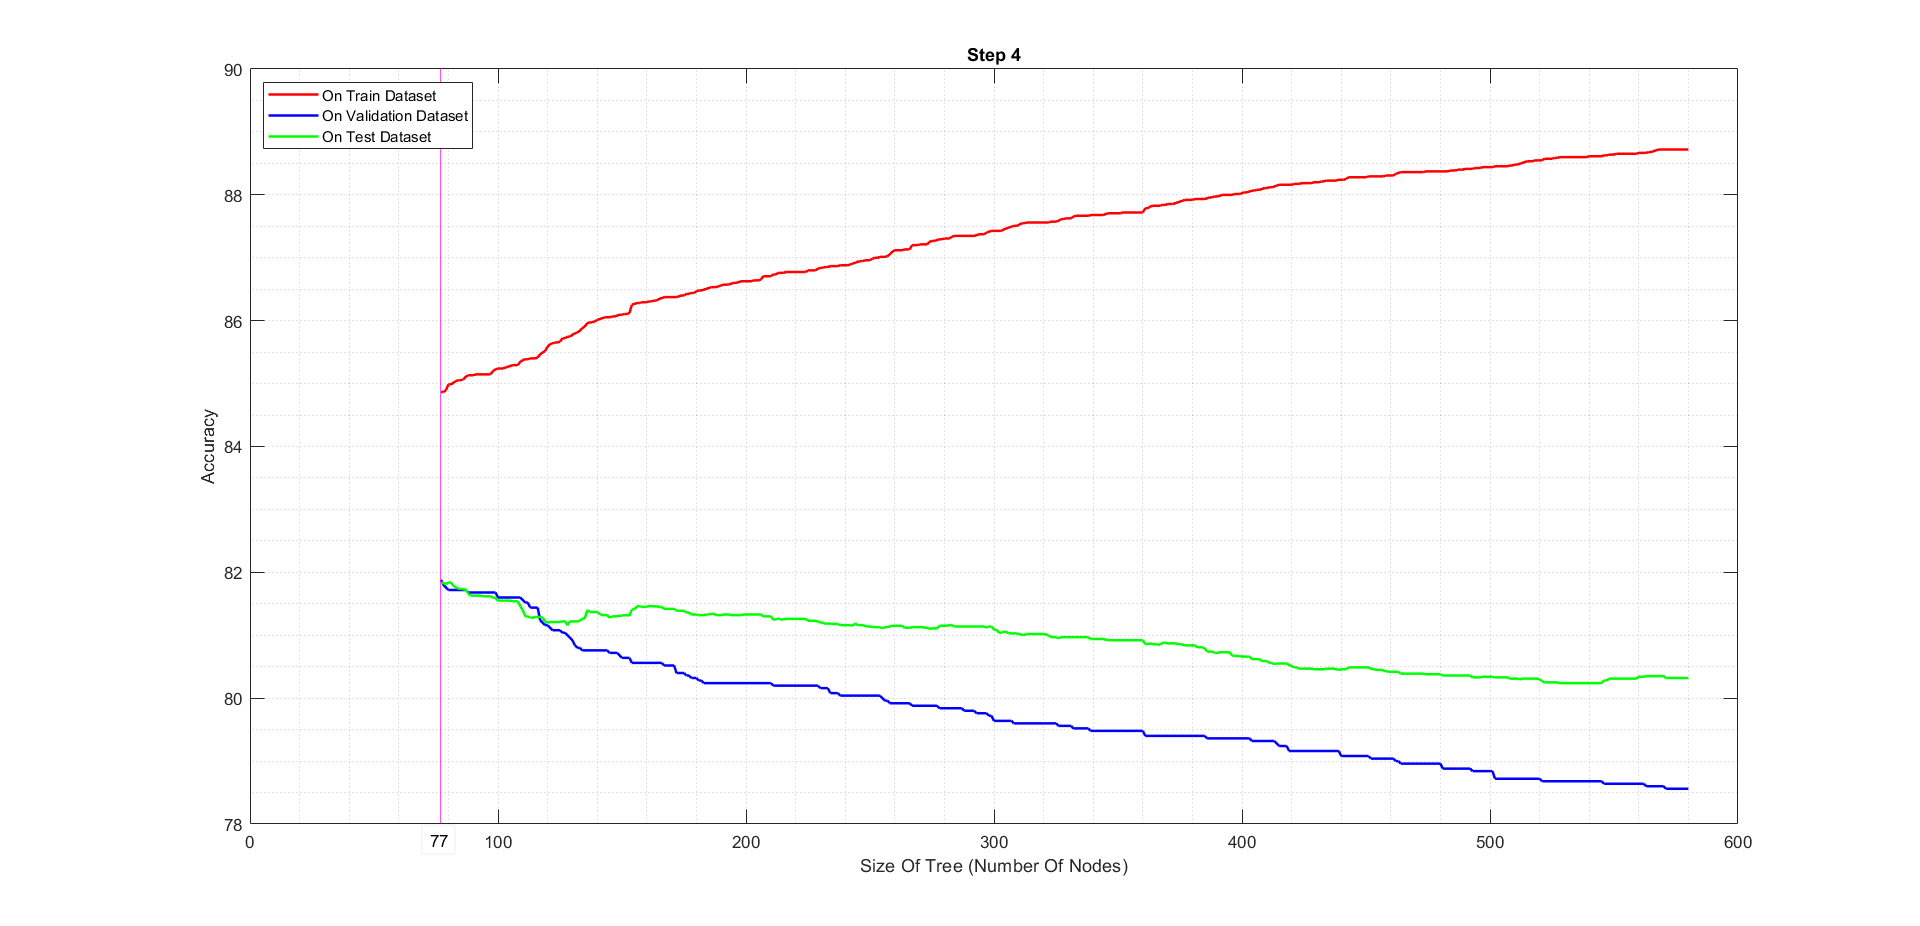 Step 4
90
88
86
84
82
80
78
Accuracy
On Train Dataset
On Validation Dataset
On Test Dataset
0 77 100 200 300 400 500 600
Size Of Tree (Number Of Nodes)